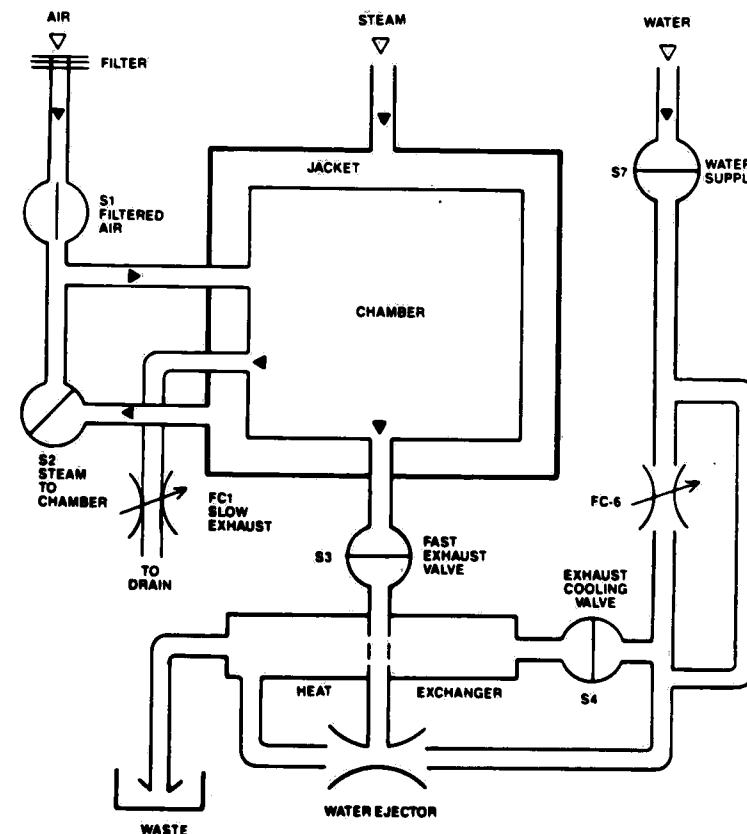 AIR
STEAM
WATER
FILTER
JACKET
S7
WATER
SUPPL
S1
FILTERED
AIR
CHAMBER
S2
STEAM
TO
CHAMBER
FC1
SLOW
EXHAUST
FC-6
TO
DRAIN
S3
FAST
EXHAUST
VALVE
EXHAUST
COOLING
VALVE
HEAT
EXCHANGER
S4
WATER EJECTOR
WASTE